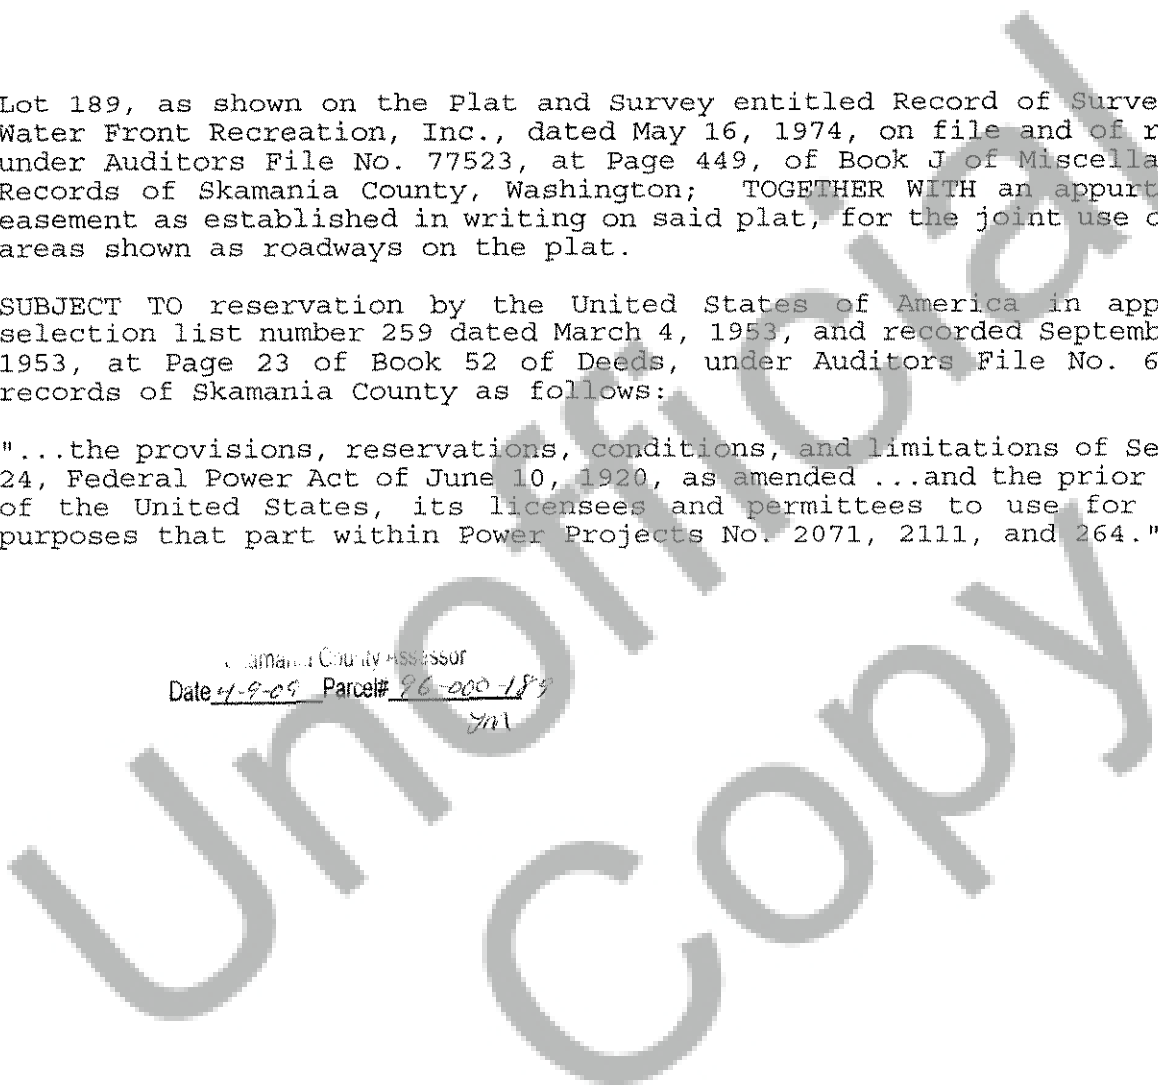 Lot 189, as shown on the Plat and Survey entitled Record of Surve
Water Front Recreation, Inc., dated May 16, 1974, on file and of r
under Auditors File No. 77523, at Page 449, of Book J of Miscella
Records of Skamania County, Washington; TOGETHER WITH an appurt
easement as established in writing on said plat, for the joint use o
areas shown as roadways on the plat.
SUBJECT TO reservation by the United States of America in app
selection list number 259 dated March 4, 1953, and recorded Septemb
1953, at Page 23 of Book 52 of Deeds, under Auditors File No. 6
records of Skamania County as follows:
"...the provisions, reservations, conditions, and limitations of Se
24, Federal Power Act of June 10, 1920, as amended ...and the prior
of the United States, its licensees and permittees to use for
purposes that part within Power Projects No. 2071, 2111, and 264."
County Assessor
Date Parcel# 96-000-189
Unofficial
Copy